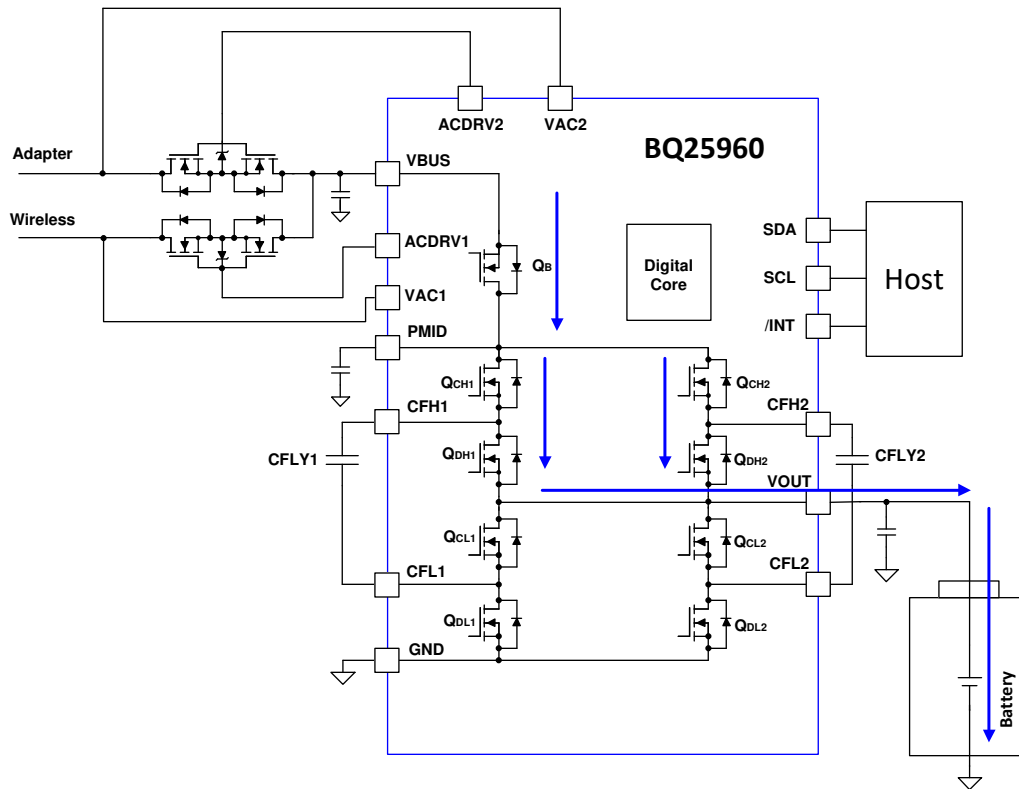 ACDRV2
VAC2
BQ25960
Adapter
VBUS
Wireless
ACDRV1
QB
Digital
Core
SDA
SCL
Host
/INT
VAC1
PMID
QCH1
QCH2
CFH1
CFH2
CFLY1
QDH1
QDH2
CFLY2
VOUT
QCL1
QCL2
CFL1
CFL2
QDL1
QDL2
GND
Battery